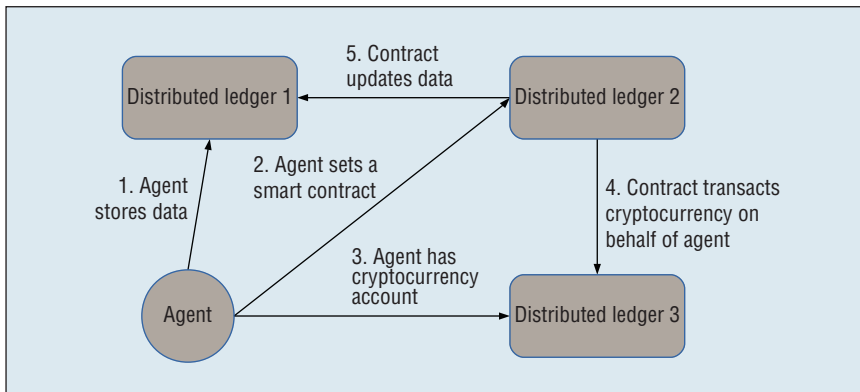 5. Contract
updates data
Distributed ledger 1
Distributed ledger 2
2. Agent sets a
smart contract
1. Agent
stores data
4. Contract transacts
cryptocurrency on
behalf of agent
3. Agent has
cryptocurrency
account
Agent
Distributed ledger 3